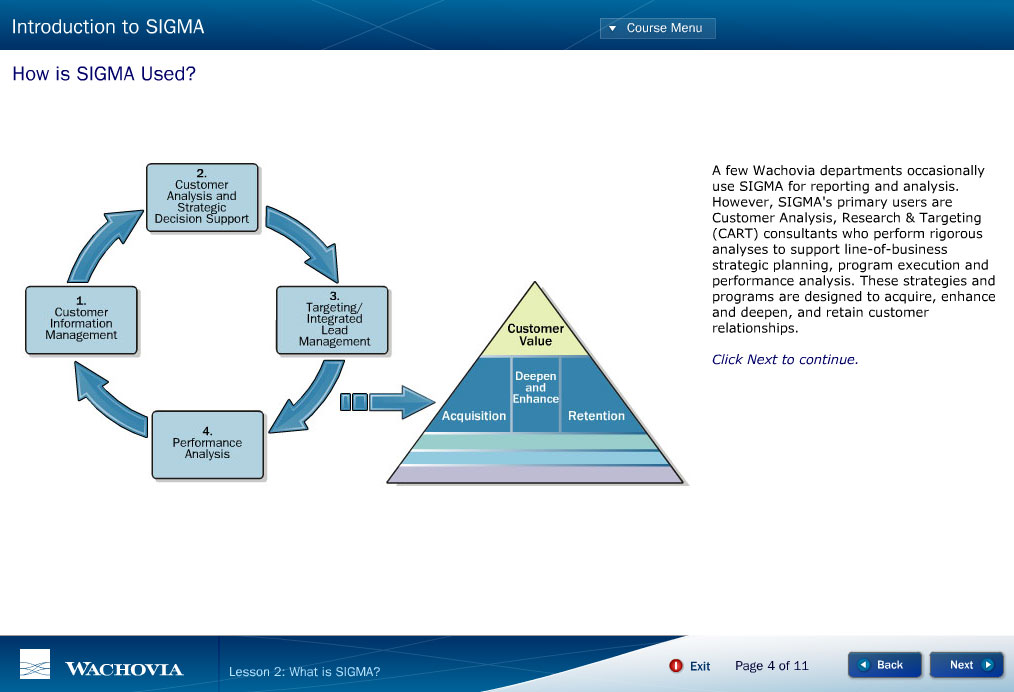 Introduction to SIGMA
Course Menu
How is SIGMA Used?
2.
Customer
Analysis and
Strategic
Decision Support
1.
Customer
Information
Management
3.
Targeting/
Integrated
Lead
Management
4.
Performance
Analysis
Customer
Value
Deepen
and
Enhance
Acquisition
Retention
A few Wachovia departments occasionally
use SIGMA for reporting and analysis.
However, SIGMA's primary users are
Customer Analysis, Research & Targeting
(CART) consultants who perform rigorous
analyses to support line-of-business
strategic planning, program execution and
performance analysis. These strategies and
programs are designed to acquire, enhance
and deepen, and retain customer
relationships.
Click Next to continue.
WACHOVIA
Lesson 2: What is SIGMA?
Exit
Page 4 of 11
Back
Next